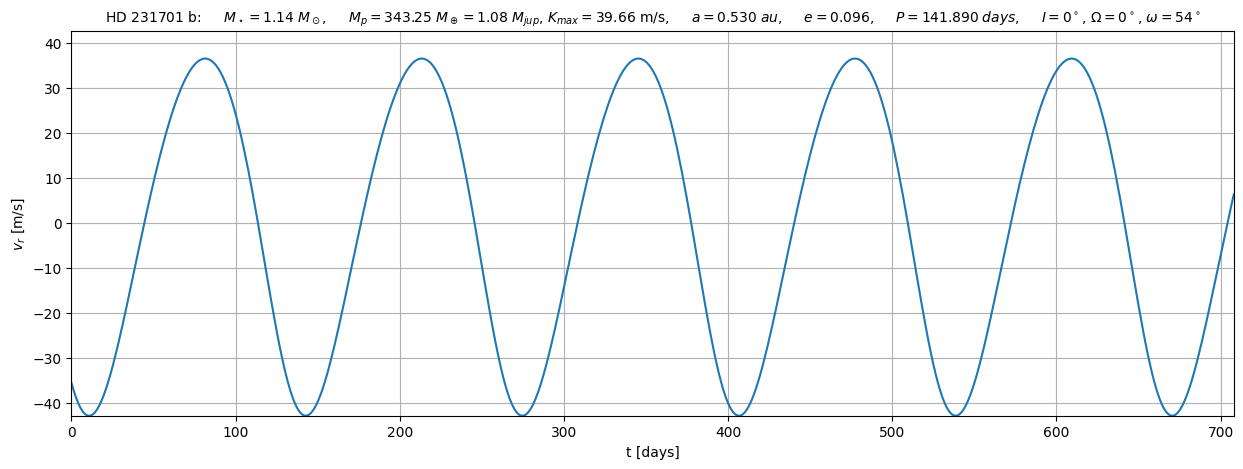 HD 231701 b: M⋆ = 1.14 M⊙, Mp = 343.25 M⊕ = 1.08 Mjup, Kmax = 39.66 m/s, a = 0.530 au, e = 0.096, P = 141.890 days, I = 0°, Ω = 0°, ω = 54°
40
30
20
10
0
−10
−20
−30
−40
vr [m/s]
0 100 200 300 400 500 600 700
t [days]